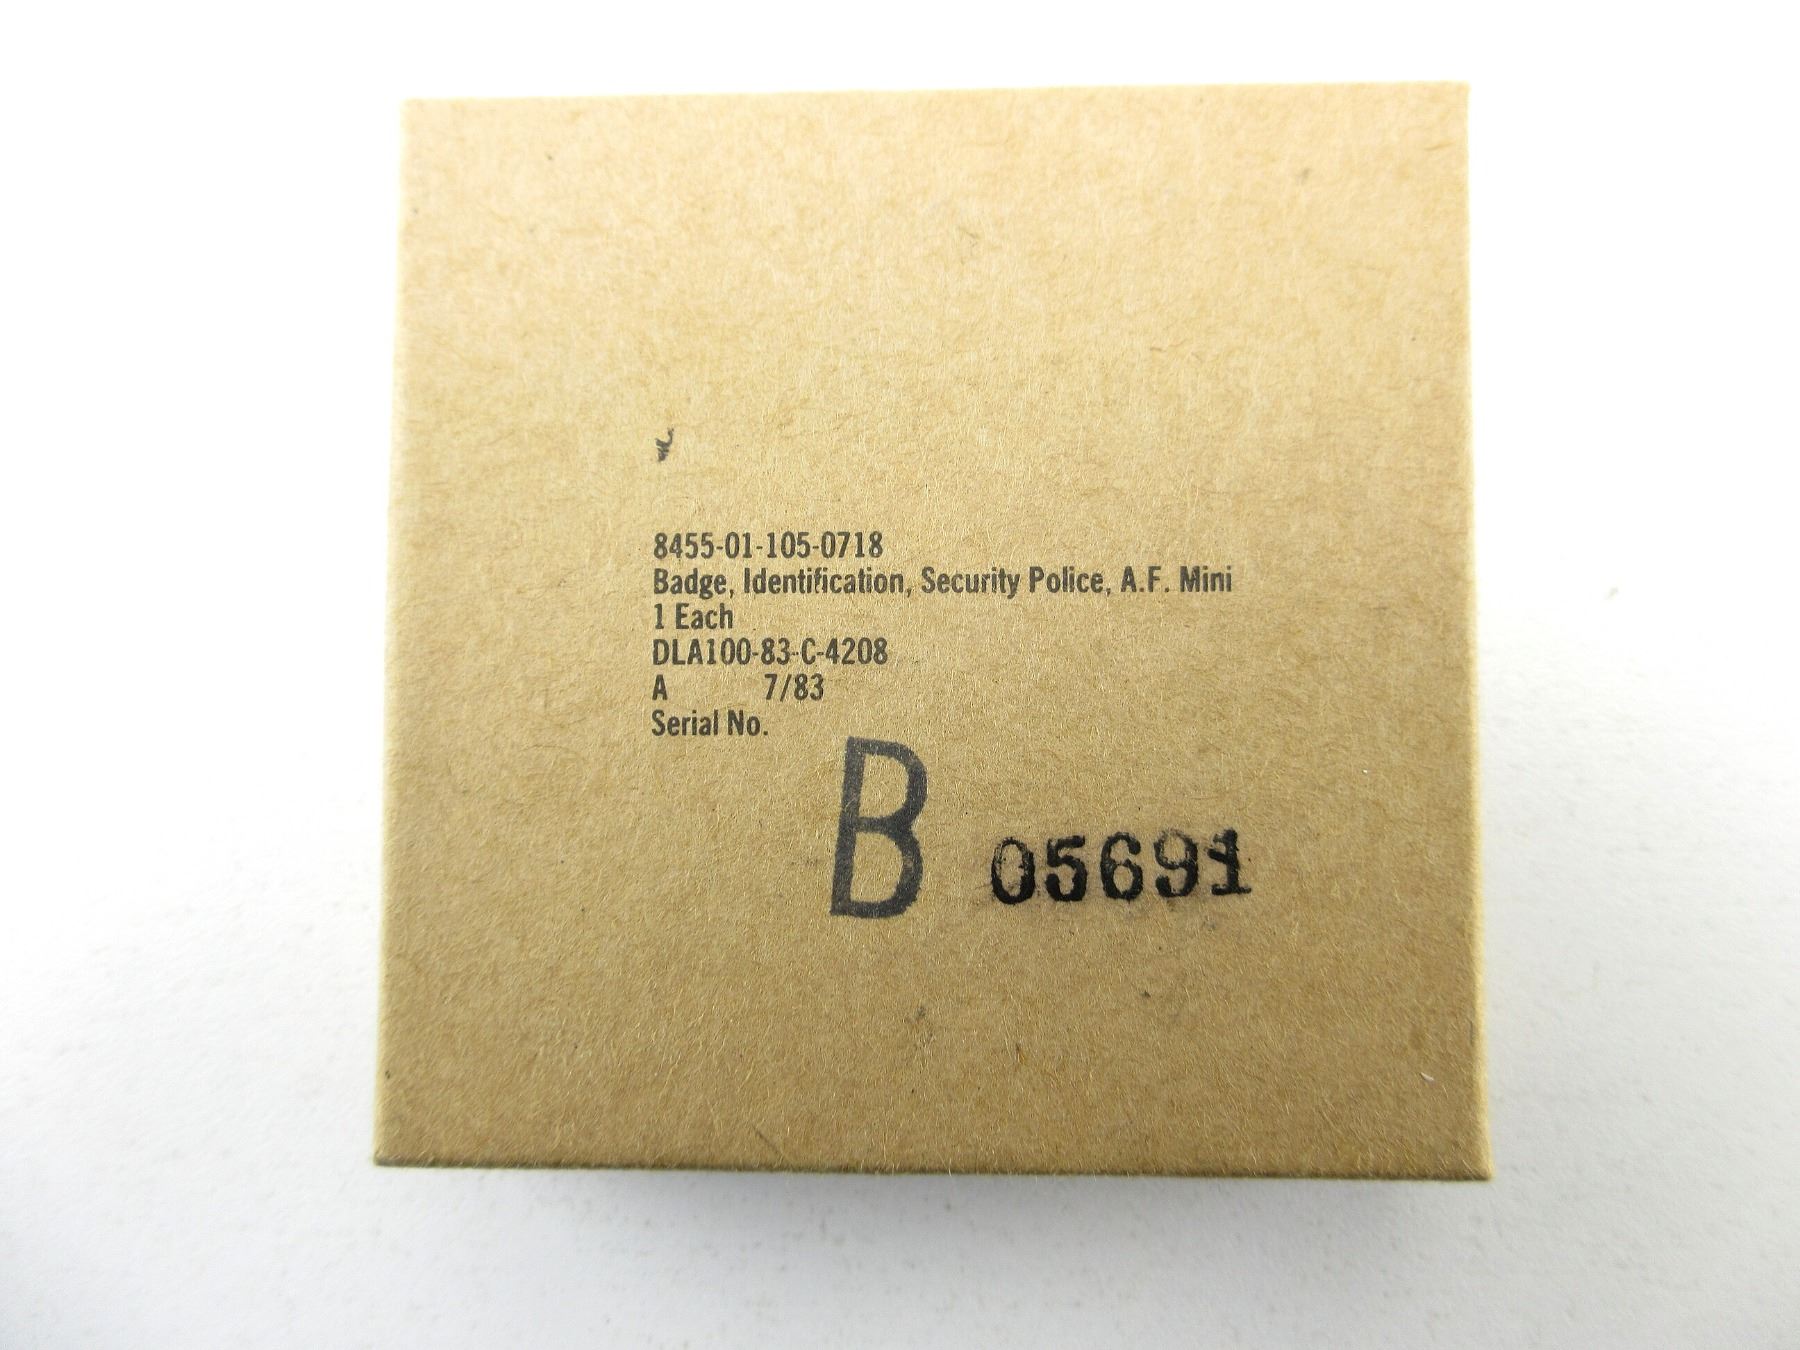 8455-01-105-0718
Badge, Identification, Security Police, A.F. Mini
1 Each
DLA100-83-C-4208
A 7/83
Serial No.
B 05691